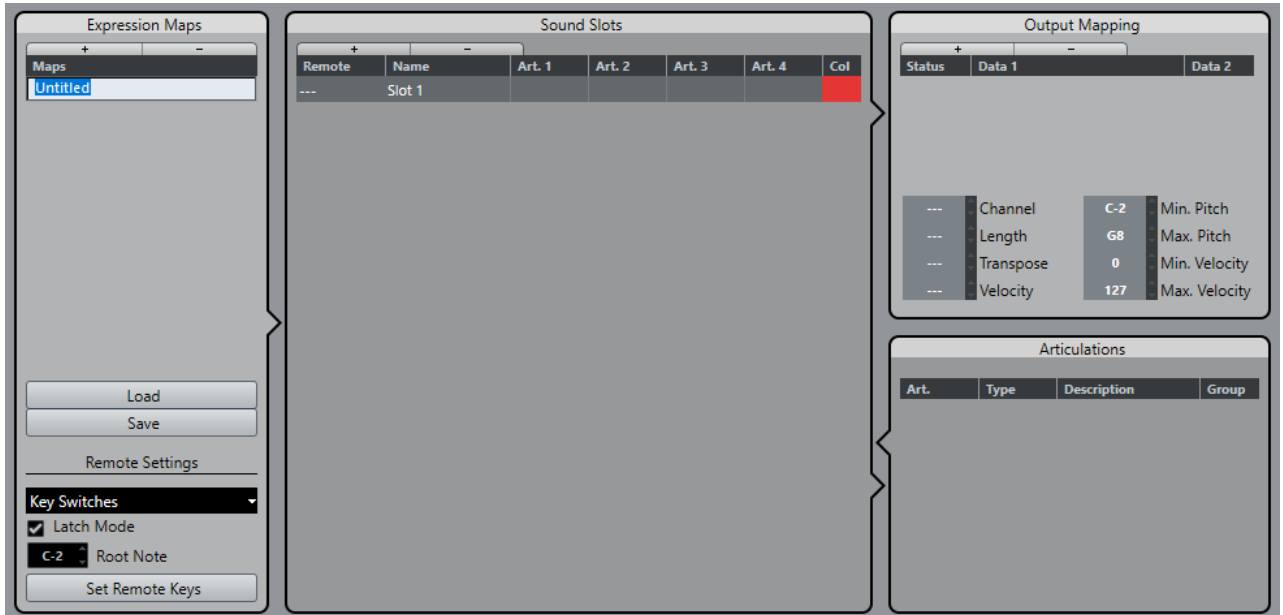 Expression Maps
+ -
Maps
Untitled
Load
Save
Remote Settings
Key Switches
Latch Mode
C-2 Root Note
Set Remote Keys
Sound Slots
+ -
Remote Name Art. 1 Art. 2 Art. 3 Art. 4 Col
--- Slot 1
Output Mapping
+ -
Status Data 1 Data 2
--- Channel C-2 Min. Pitch
--- Length G8 Max. Pitch
--- Transpose 0 Min. Velocity
--- Velocity 127 Max. Velocity
Articulations
Art. Type Description Group